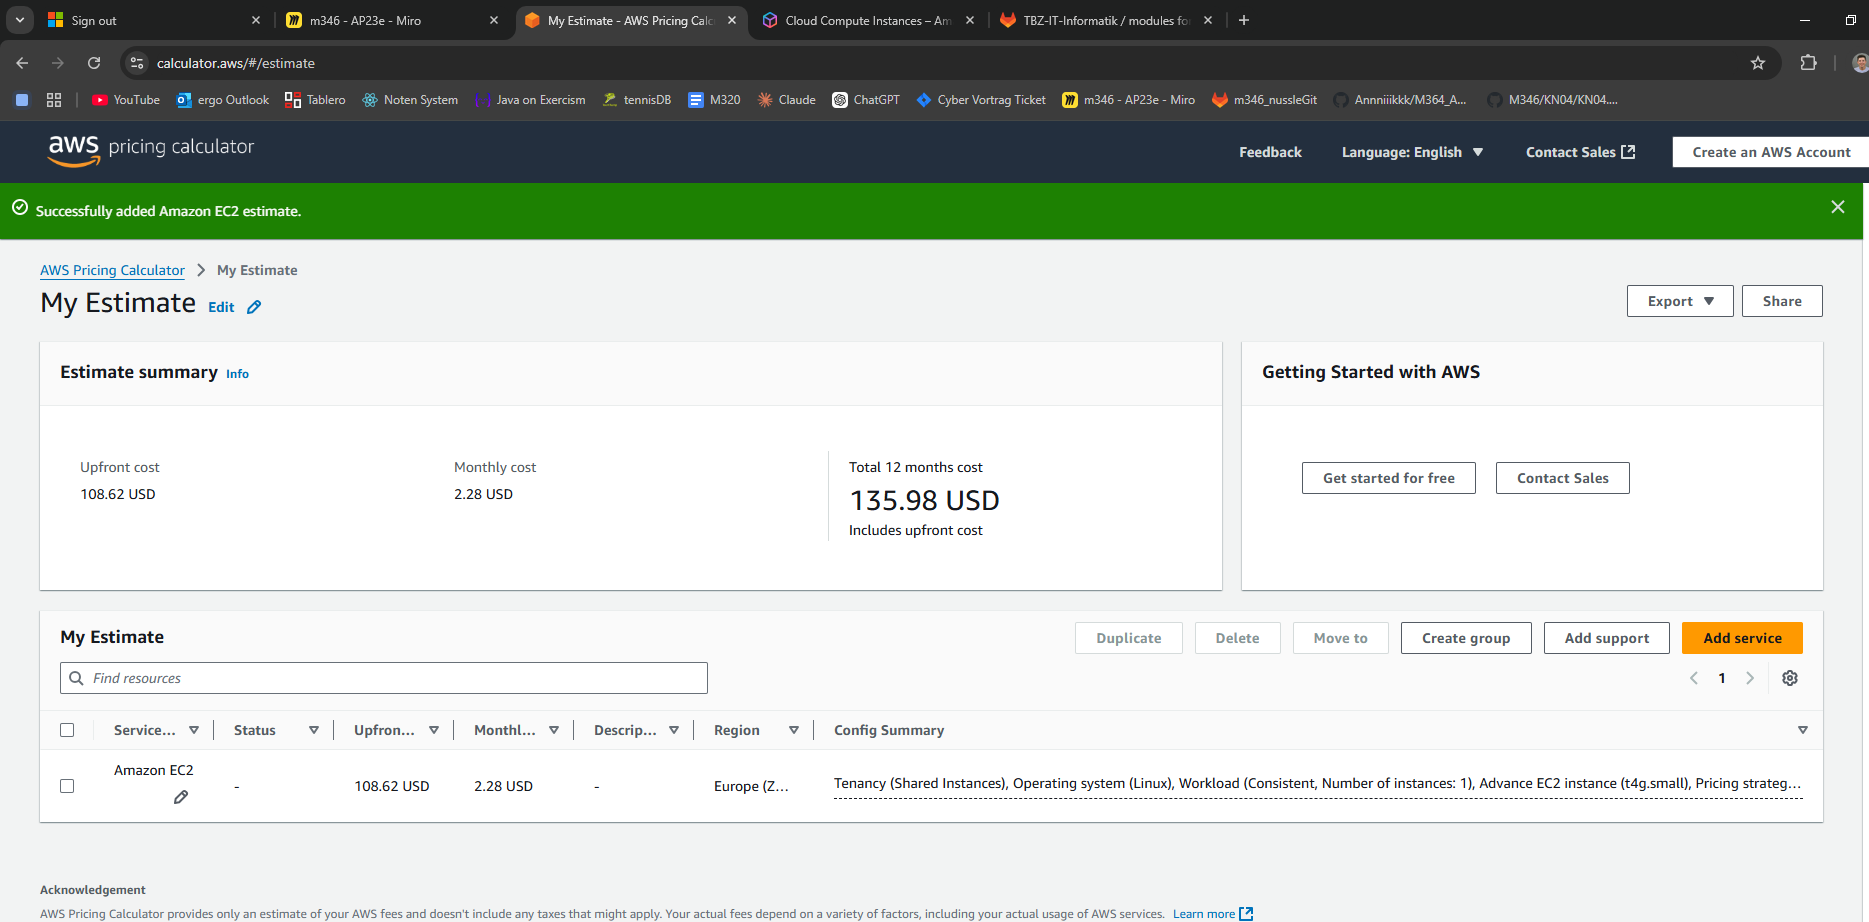 Sign out
m346 - AP23e - Miro
My Estimate - AWS Pricing Calc
Cloud Compute Instances – Am
TBZ-IT-Informatik / modules for
calculator.aws/#/estimate
YouTube
ergo Outlook
Tablero
Noten System
Java on Exercism
tennisDB
M320
Claude
ChatGPT
Cyber Vortrag Ticket
m346 - AP23e - Miro
m346_nussleGit
Annniiikkk/M364_A...
M346/KN04/KN04....
aws pricing calculator
Feedback
Language: English
Contact Sales
Create an AWS Account
Successfully added Amazon EC2 estimate.
AWS Pricing Calculator
My Estimate
My Estimate
Edit
Export
Share
Estimate summary
Info
Getting Started with AWS
Upfront cost
108.62 USD
Monthly cost
2.28 USD
Total 12 months cost
135.98 USD
Includes upfront cost
Get started for free
Contact Sales
My Estimate
Duplicate
Delete
Move to
Create group
Add support
Add service
Find resources
1
Service...
Status
Upfron...
Monthl...
Descrip...
Region
Config Summary
Amazon EC2
-
108.62 USD
2.28 USD
-
Europe (Z...
Tenancy (Shared Instances), Operating system (Linux), Workload (Consistent, Number of instances: 1), Advance EC2 instance (t4g.small), Pricing strateg...
Acknowledgement
AWS Pricing Calculator provides only an estimate of your AWS fees and doesn't include any taxes that might apply. Your actual fees depend on a variety of factors, including your actual usage of AWS services.
Learn more